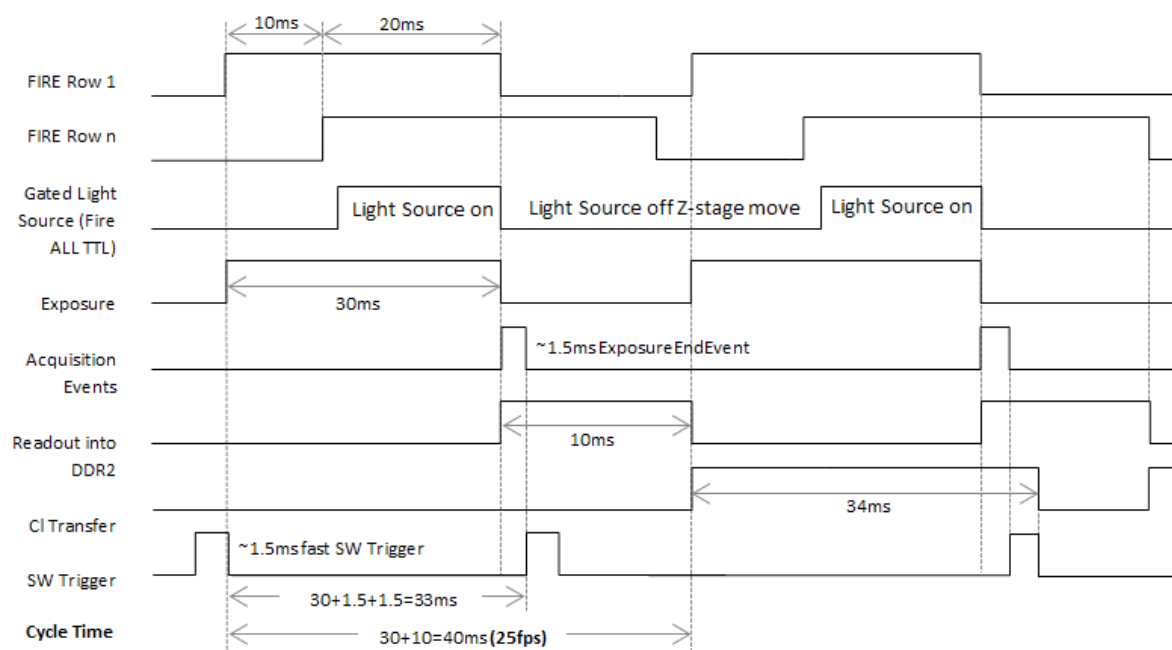 10ms
20ms
FIRE Row 1
FIRE Row n
Gated Light
Source (Fire
ALL TTL)
Light Source on
Light Source off Z-stage move
Light Source on
Exposure
30ms
Acquisition
Events
~1.5ms ExposureEndEvent
Readout into
DDR2
10ms
Cl Transfer
34ms
SW Trigger
~1.5ms fast SW Trigger
30+1.5+1.5=33ms
Cycle Time
30+10=40ms (25fps)